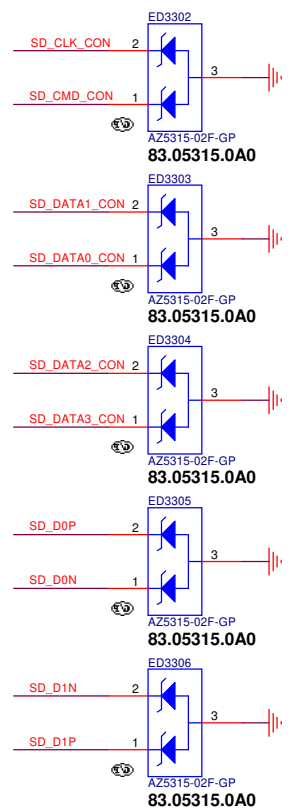 ED3302
SD_CLK_CON 2
3
SD_CMD_CON 1
AZ5315-02F-GP
83.05315.0A0
ED3303
SD_DATA1_CON 2
3
SD_DATA0_CON 1
AZ5315-02F-GP
83.05315.0A0
ED3304
SD_DATA2_CON 2
3
SD_DATA3_CON 1
AZ5315-02F-GP
83.05315.0A0
ED3305
SD_D0P 2
3
SD_D0N 1
AZ5315-02F-GP
83.05315.0A0
ED3306
SD_D1N 2
3
SD_D1P 1
AZ5315-02F-GP
83.05315.0A0